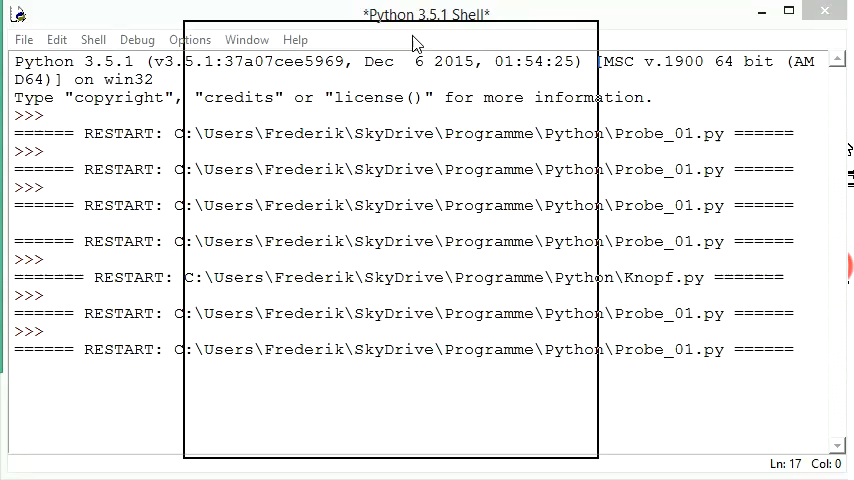 *Python 3.5.1 Shell*
File Edit Shell Debug Options Window Help
Python 3.5.1 (v3.5.1:37a07cee5969, Dec  6 2015, 01:54:25) [MSC v.1900 64 bit (AM
D64)] on win32
Type "copyright", "credits" or "license()" for more information.
>>>
====== RESTART: C:\Users\Frederik\SkyDrive\Programme\Python\Probe_01.py ======
>>>
====== RESTART: C:\Users\Frederik\SkyDrive\Programme\Python\Probe_01.py ======
>>>
====== RESTART: C:\Users\Frederik\SkyDrive\Programme\Python\Probe_01.py ======
====== RESTART: C:\Users\Frederik\SkyDrive\Programme\Python\Probe_01.py ======
>>>
======= RESTART: C:\Users\Frederik\SkyDrive\Programme\Python\Knopf.py =======
>>>
====== RESTART: C:\Users\Frederik\SkyDrive\Programme\Python\Probe_01.py ======
>>>
====== RESTART: C:\Users\Frederik\SkyDrive\Programme\Python\Probe_01.py ======
Ln: 17 Col: 0